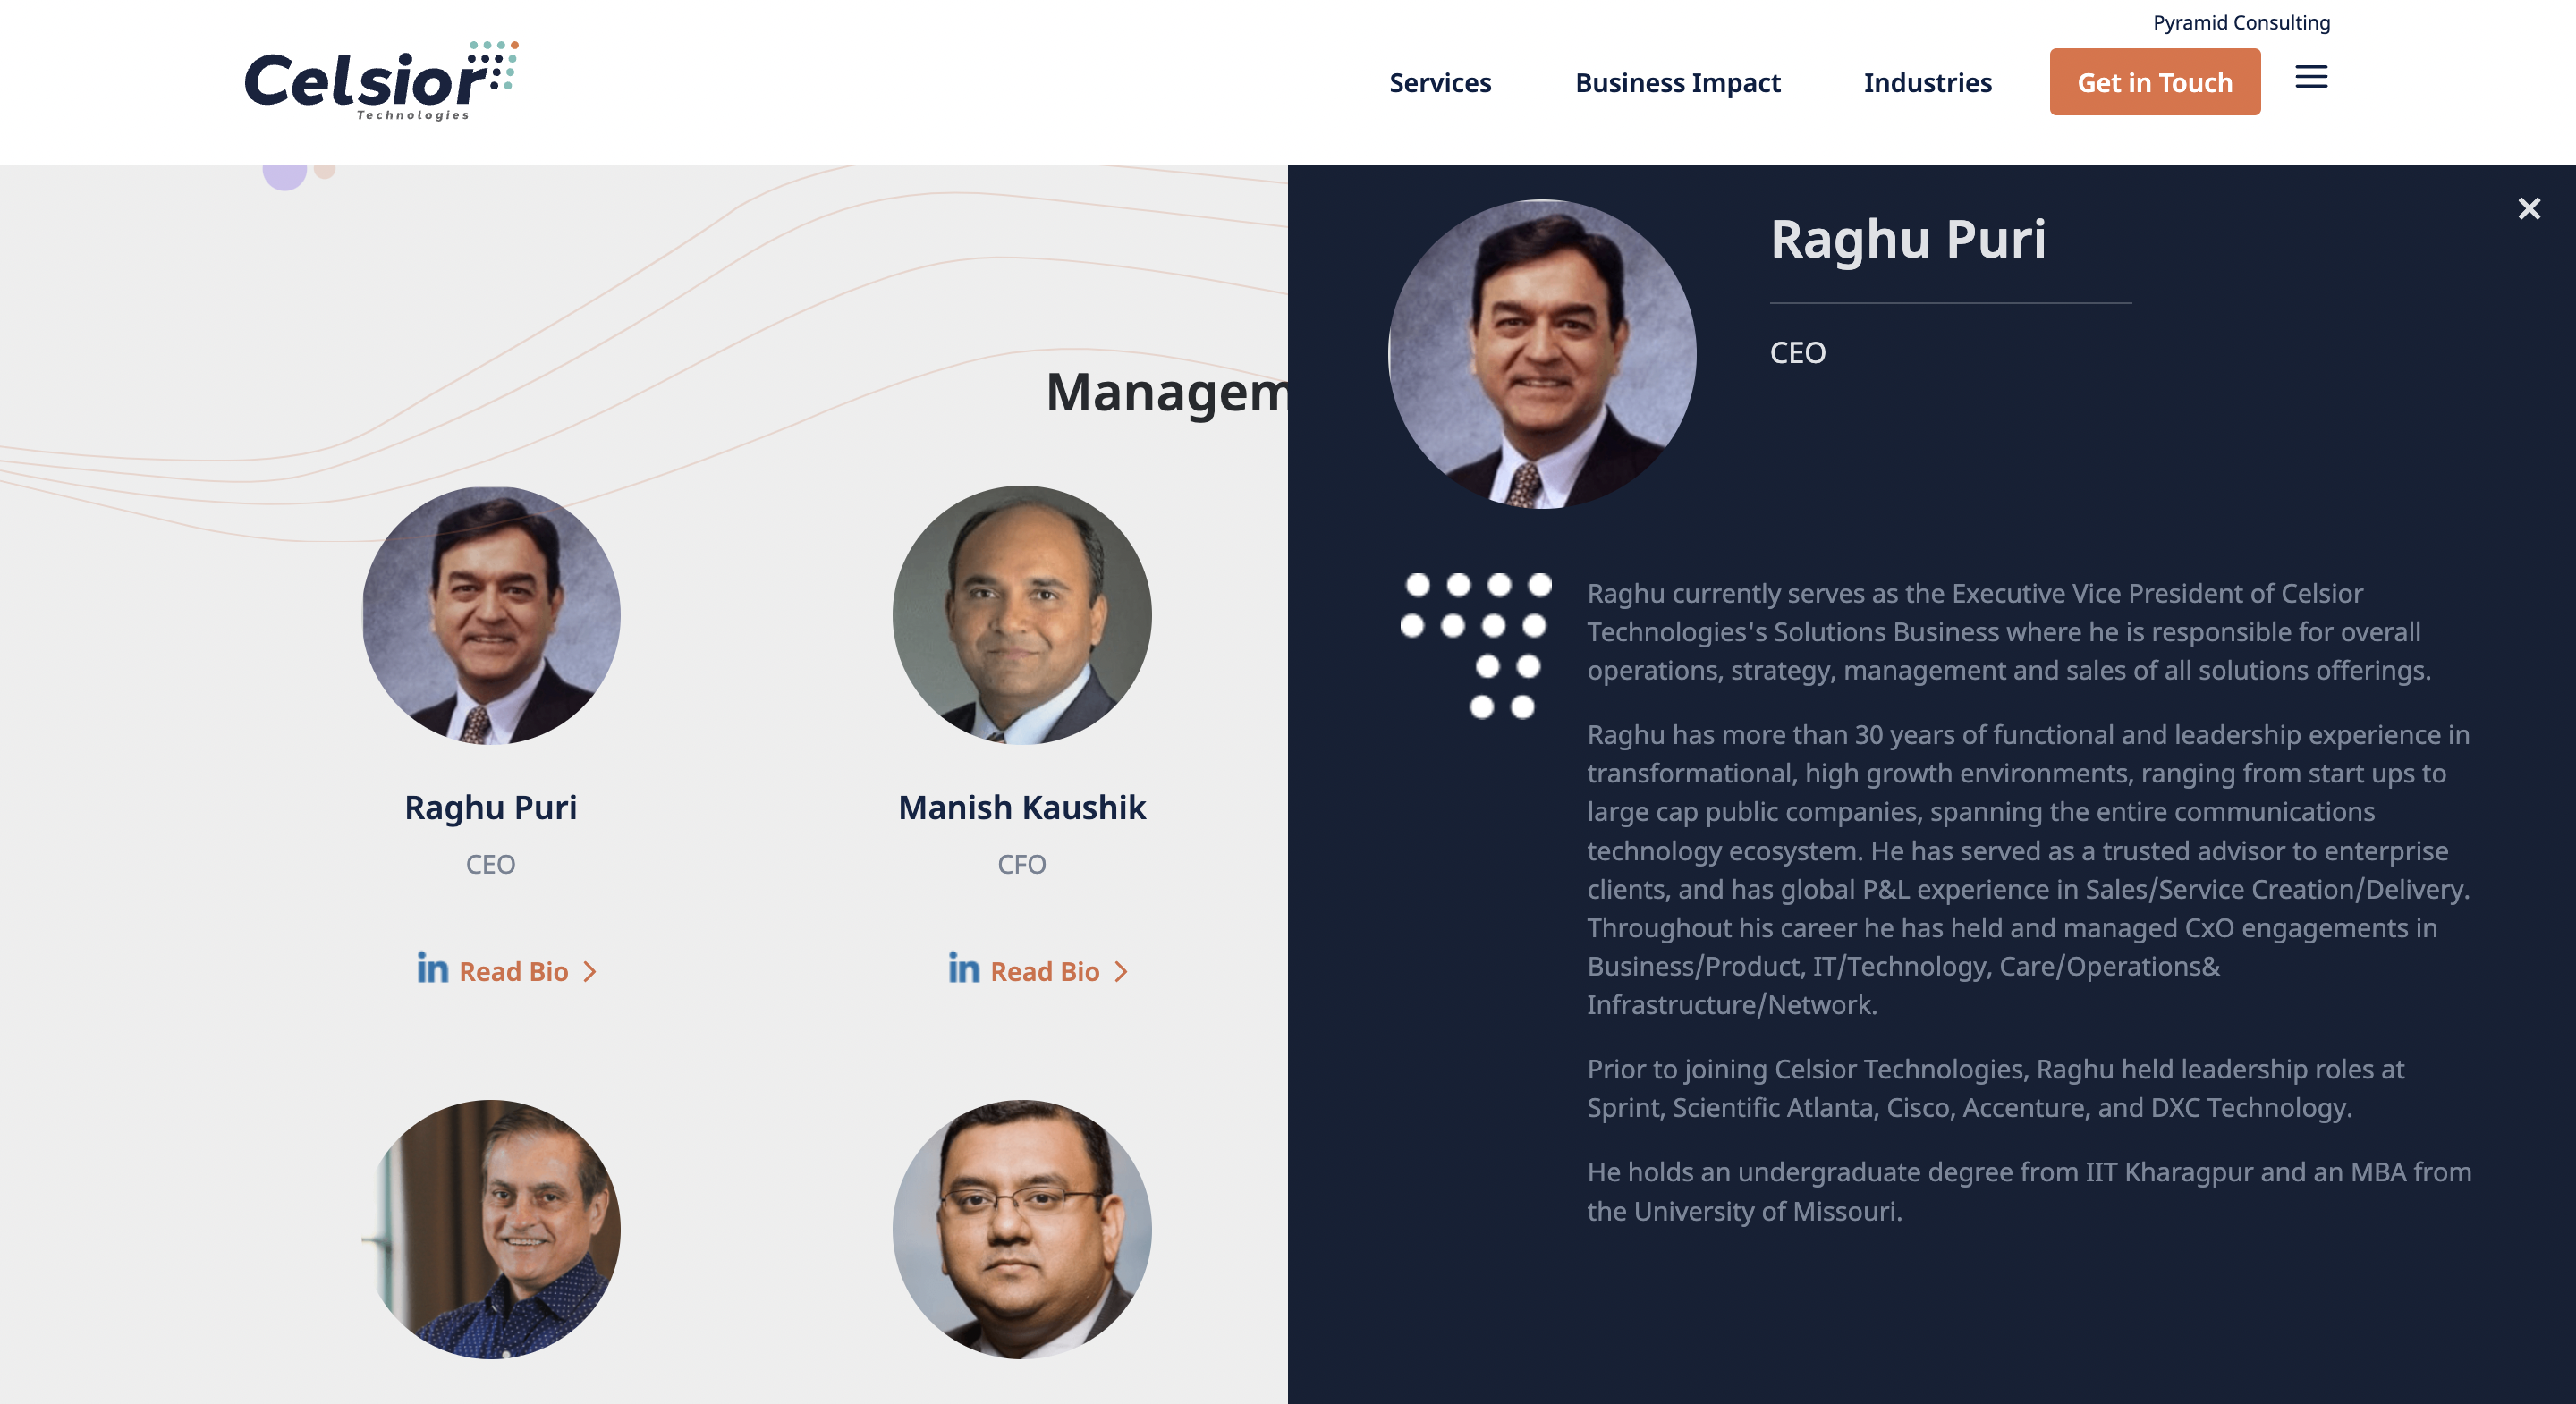 Pyramid Consulting
Celsior
Technologies
Services
Business Impact
Industries
Get in Touch
Managem
Raghu Puri
CEO
in Read Bio
Manish Kaushik
CFO
in Read Bio
Raghu Puri
CEO
Raghu currently serves as the Executive Vice President of Celsior
Technologies's Solutions Business where he is responsible for overall
operations, strategy, management and sales of all solutions offerings.
Raghu has more than 30 years of functional and leadership experience in
transformational, high growth environments, ranging from start ups to
large cap public companies, spanning the entire communications
technology ecosystem. He has served as a trusted advisor to enterprise
clients, and has global P&L experience in Sales/Service Creation/Delivery.
Throughout his career he has held and managed CxO engagements in
Business/Product, IT/Technology, Care/Operations&
Infrastructure/Network.
Prior to joining Celsior Technologies, Raghu held leadership roles at
Sprint, Scientific Atlanta, Cisco, Accenture, and DXC Technology.
He holds an undergraduate degree from IIT Kharagpur and an MBA from
the University of Missouri.